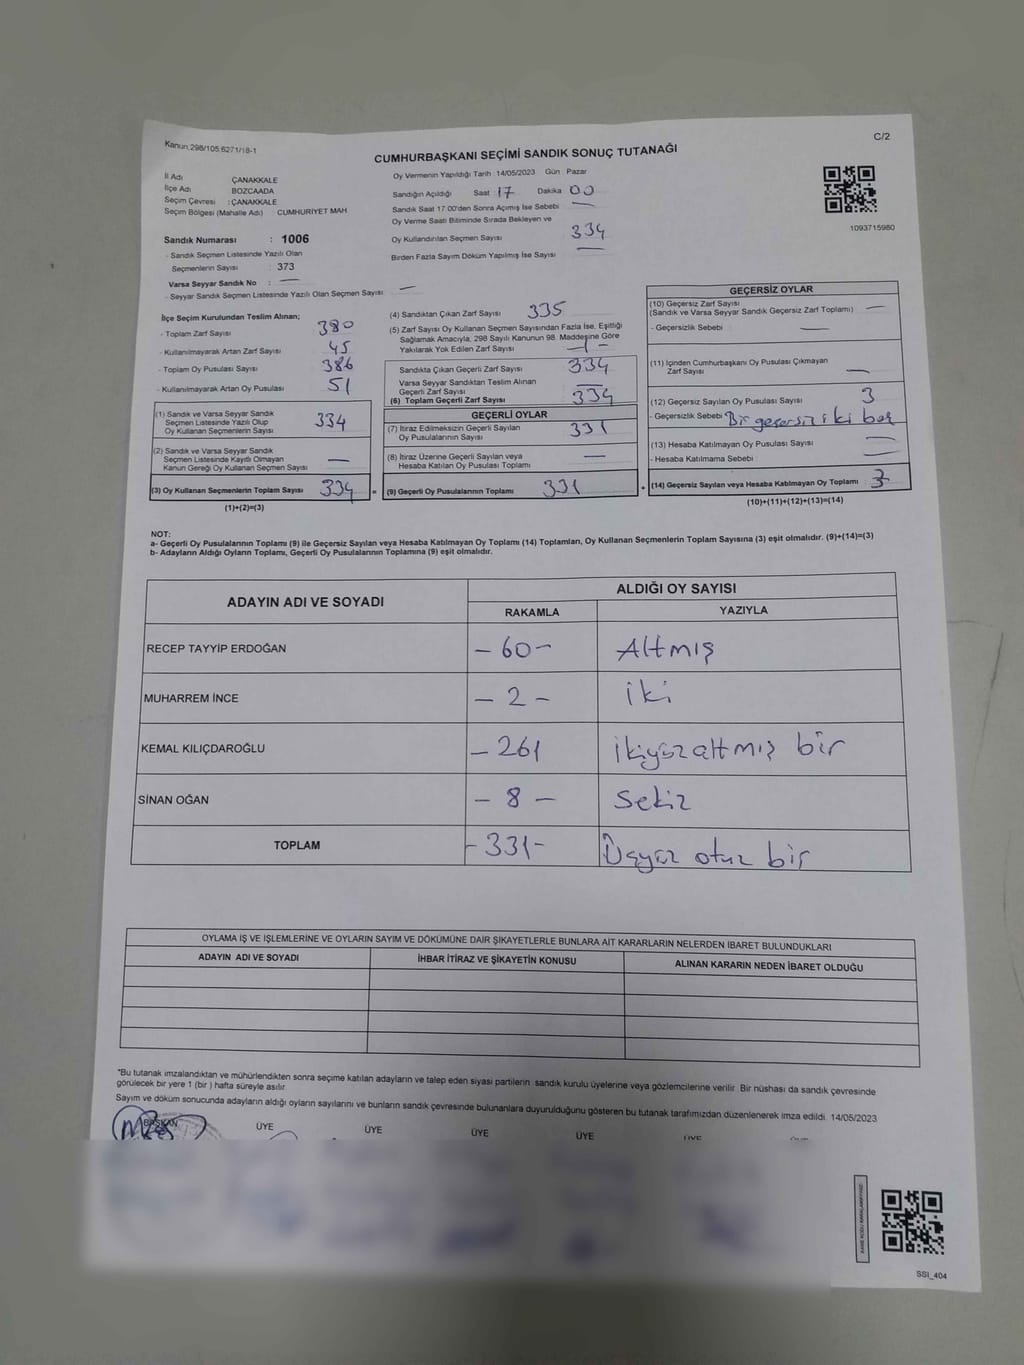 Kanun,298/105,6271/18-1
C/2
CUMHURBAŞKANI SEÇİMİ SANDIK SONUÇ TUTANAĞI
İl Adı ÇANAKKALE
İlçe Adı BOZCAADA
Seçim Çevresi : ÇANAKKALE
Seçim Bölgesi (Mahalle Adı) CUMHURIYET MAH
Oy Vermenin Yapıldığı Tarih 14/05/2023 Gün Pazar
Sandığın Açıldığı Saat 17 Dakika 00
Sandık Saat 17.00'den Sonra Açımış İse Sebebi —
Oy Verme Saati Bitiminde Sırada Bekleyen ve
Oy Kullandırılan Seçmen Sayısı 334
Birden Fazla Sayım Döküm Yapılmış İse Sayısı —
1093715980
Sandık Numarası : 1006
- Sandık Seçmen Listesinde Yazılı Olan
Seçmenlerin Sayısı : 373
Varsa Seyyar Sandık No : —
- Seyyar Sandık Seçmen Listesinde Yazılı Olan Seçmen Sayısı —
İlçe Seçim Kurulundan Teslim Alınan;
- Toplam Zarf Sayısı 380
- Kullanılmayarak Artan Zarf Sayısı 45
- Toplam Oy Pusulası Sayısı 386
- Kullanılmayarak Artan Oy Pusulası 51
(1) Sandık ve Varsa Seyyar Sandık
Seçmen Listesinde Yazılı Olup
Oy Kullanan Seçmenlerin Sayısı 334
(2) Sandık ve Varsa Seyyar Sandık
Seçmen Listesinde Kayıtlı Olmayan
Kanun Gereği Oy Kullanan Seçmen Sayısı —
(3) Oy Kullanan Seçmenlerin Toplam Sayısı 334 =
(1)+(2)=(3)
(4) Sandıktan Çıkan Zarf Sayısı 335
(5) Zarf Sayısı Oy Kullanan Seçmen Sayısından Fazla İse, Eşitliği
Sağlamak Amacıyla, 298 Sayılı Kanunun 98. Maddesine Göre
Yakılarak Yok Edilen Zarf Sayısı -1-
Sandıkta Çıkan Geçerli Zarf Sayısı 334
Varsa Seyyar Sandıktan Teslim Alınan
Geçerli Zarf Sayısı —
(6) Toplam Geçerli Zarf Sayısı 334
GEÇERLİ OYLAR
(7) İtiraz Edilmeksizin Geçerli Sayılan
Oy Pusulalarının Sayısı 331
(8) İtiraz Üzerine Geçerli Sayılan veya
Hesaba Katılan Oy Pusulası Toplamı —
(9) Geçerli Oy Pusulalarının Toplamı 331 +
GEÇERSİZ OYLAR
(10) Geçersiz Zarf Sayısı
(Sandık ve Varsa Seyyar Sandık Geçersiz Zarf Toplamı) —
- Geçersizlik Sebebi : —
(11) İçinden Cumhurbaşkanı Oy Pusulası Çıkmayan
Zarf Sayısı —
(12) Geçersiz Sayılan Oy Pusulası Sayısı 3
- Geçersizlik Sebebi Bir geçersiz iki boş
(13) Hesaba Katılmayan Oy Pusulası Sayısı —
- Hesaba Katılmama Sebebi : —
(14) Geçersiz Sayılan veya Hesaba Katılmayan Oy Toplamı 3
(10)+(11)+(12)+(13)=(14)
NOT:
a- Geçerli Oy Pusulalarının Toplamı (9) ile Geçersiz Sayılan veya Hesaba Katılmayan Oy Toplamı (14) Toplamları, Oy Kullanan Seçmenlerin Toplam Sayısına (3) eşit olmalıdır. (9)+(14)=(3)
b- Adayların Aldığı Oyların Toplamı, Geçerli Oy Pusulalarının Toplamına (9) eşit olmalıdır.
ADAYIN ADI VE SOYADI
ALDIĞI OY SAYISI
RAKAMLA YAZIYLA
RECEP TAYYİP ERDOĞAN - 60 - Altmış
MUHARREM İNCE - 2 - iki
KEMAL KILIÇDAROĞLU - 261 ikiyüzaltmış bir
SİNAN OĞAN - 8 - Sekiz
TOPLAM - 331 - Üçyüz otuz bir
OYLAMA İŞ VE İŞLEMLERİNE VE OYLARIN SAYIM VE DÖKÜMÜNE DAİR ŞİKAYETLERLE BUNLARA AİT KARARLARIN NELERDEN İBARET BULUNDUKLARI
ADAYIN ADI VE SOYADI İHBAR İTİRAZ VE ŞİKAYETİN KONUSU ALINAN KARARIN NEDEN İBARET OLDUĞU
"Bu tutanak imzalandıktan ve mühürlendikten sonra seçime katılan adayların ve talep eden siyasi partilerin sandık kurulu üyelerine veya gözlemcilerine verilir. Bir nüshası da sandık çevresinde
görülecek bir yere 1 (bir ) hafta süreyle asılır.
Sayım ve döküm sonucunda adayların aldığı oyların sayılarını ve bunların sandık çevresinde bulunanlara duyurulduğunu gösteren bu tutanak tarafımızdan düzenlenerek imza edildi. 14/05/2023
BAŞKAN ÜYE ÜYE ÜYE ÜYE
SSI_404